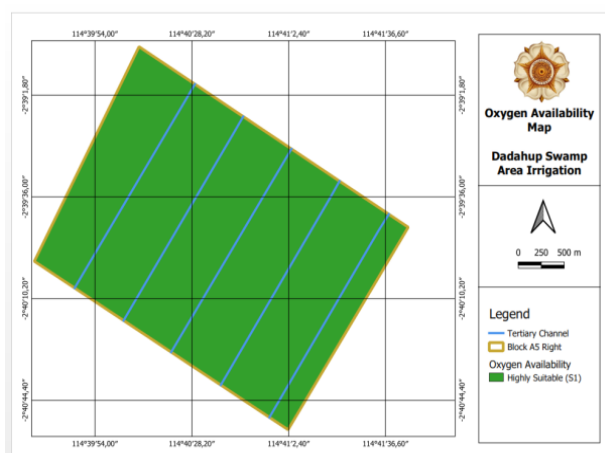 114°39'54,00"
114°40'28,20"
114°41'2,40"
114°41'36,60"
-2°39'1,80"
-2°39'1,80"
-2°39'36,00"
-2°39'36,00"
-2°40'10,20"
-2°40'10,20"
-2°40'44,40"
-2°40'44,40"
114°39'54,00"
114°40'28,20"
114°41'2,40"
114°41'36,60"
Oxygen Availability
Map
Dadahup Swamp
Area Irrigation
0 250 500 m
Legend
Tertiary Channel
Block A5 Right
Oxygen Availability
Highly Suitable (S1)